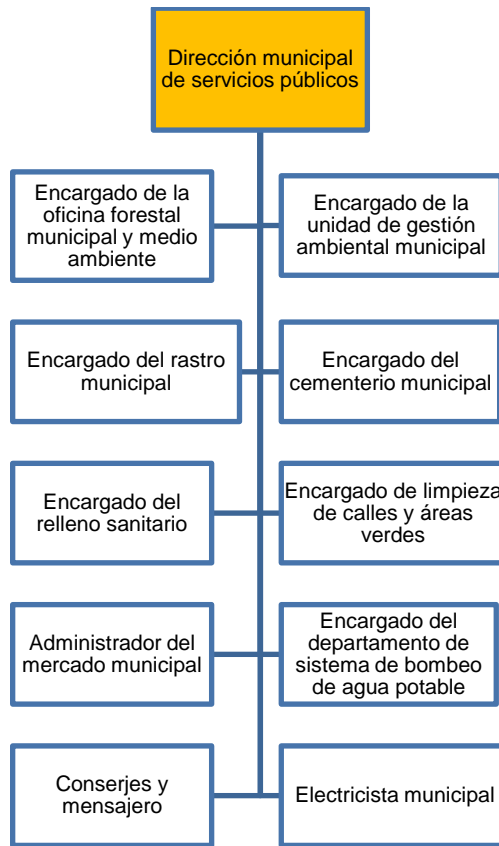 Dirección municipal
de servicios públicos
Encargado de la
oficina forestal
municipal y medio
ambiente
Encargado de la
unidad de gestión
ambiental municipal
Encargado del rastro
municipal
Encargado del
cementerio municipal
Encargado del
relleno sanitario
Encargado de limpieza
de calles y áreas
verdes
Administrador del
mercado municipal
Encargado del
departamento de
sistema de bombeo
de agua potable
Conserjes y
mensajero
Electricista municipal